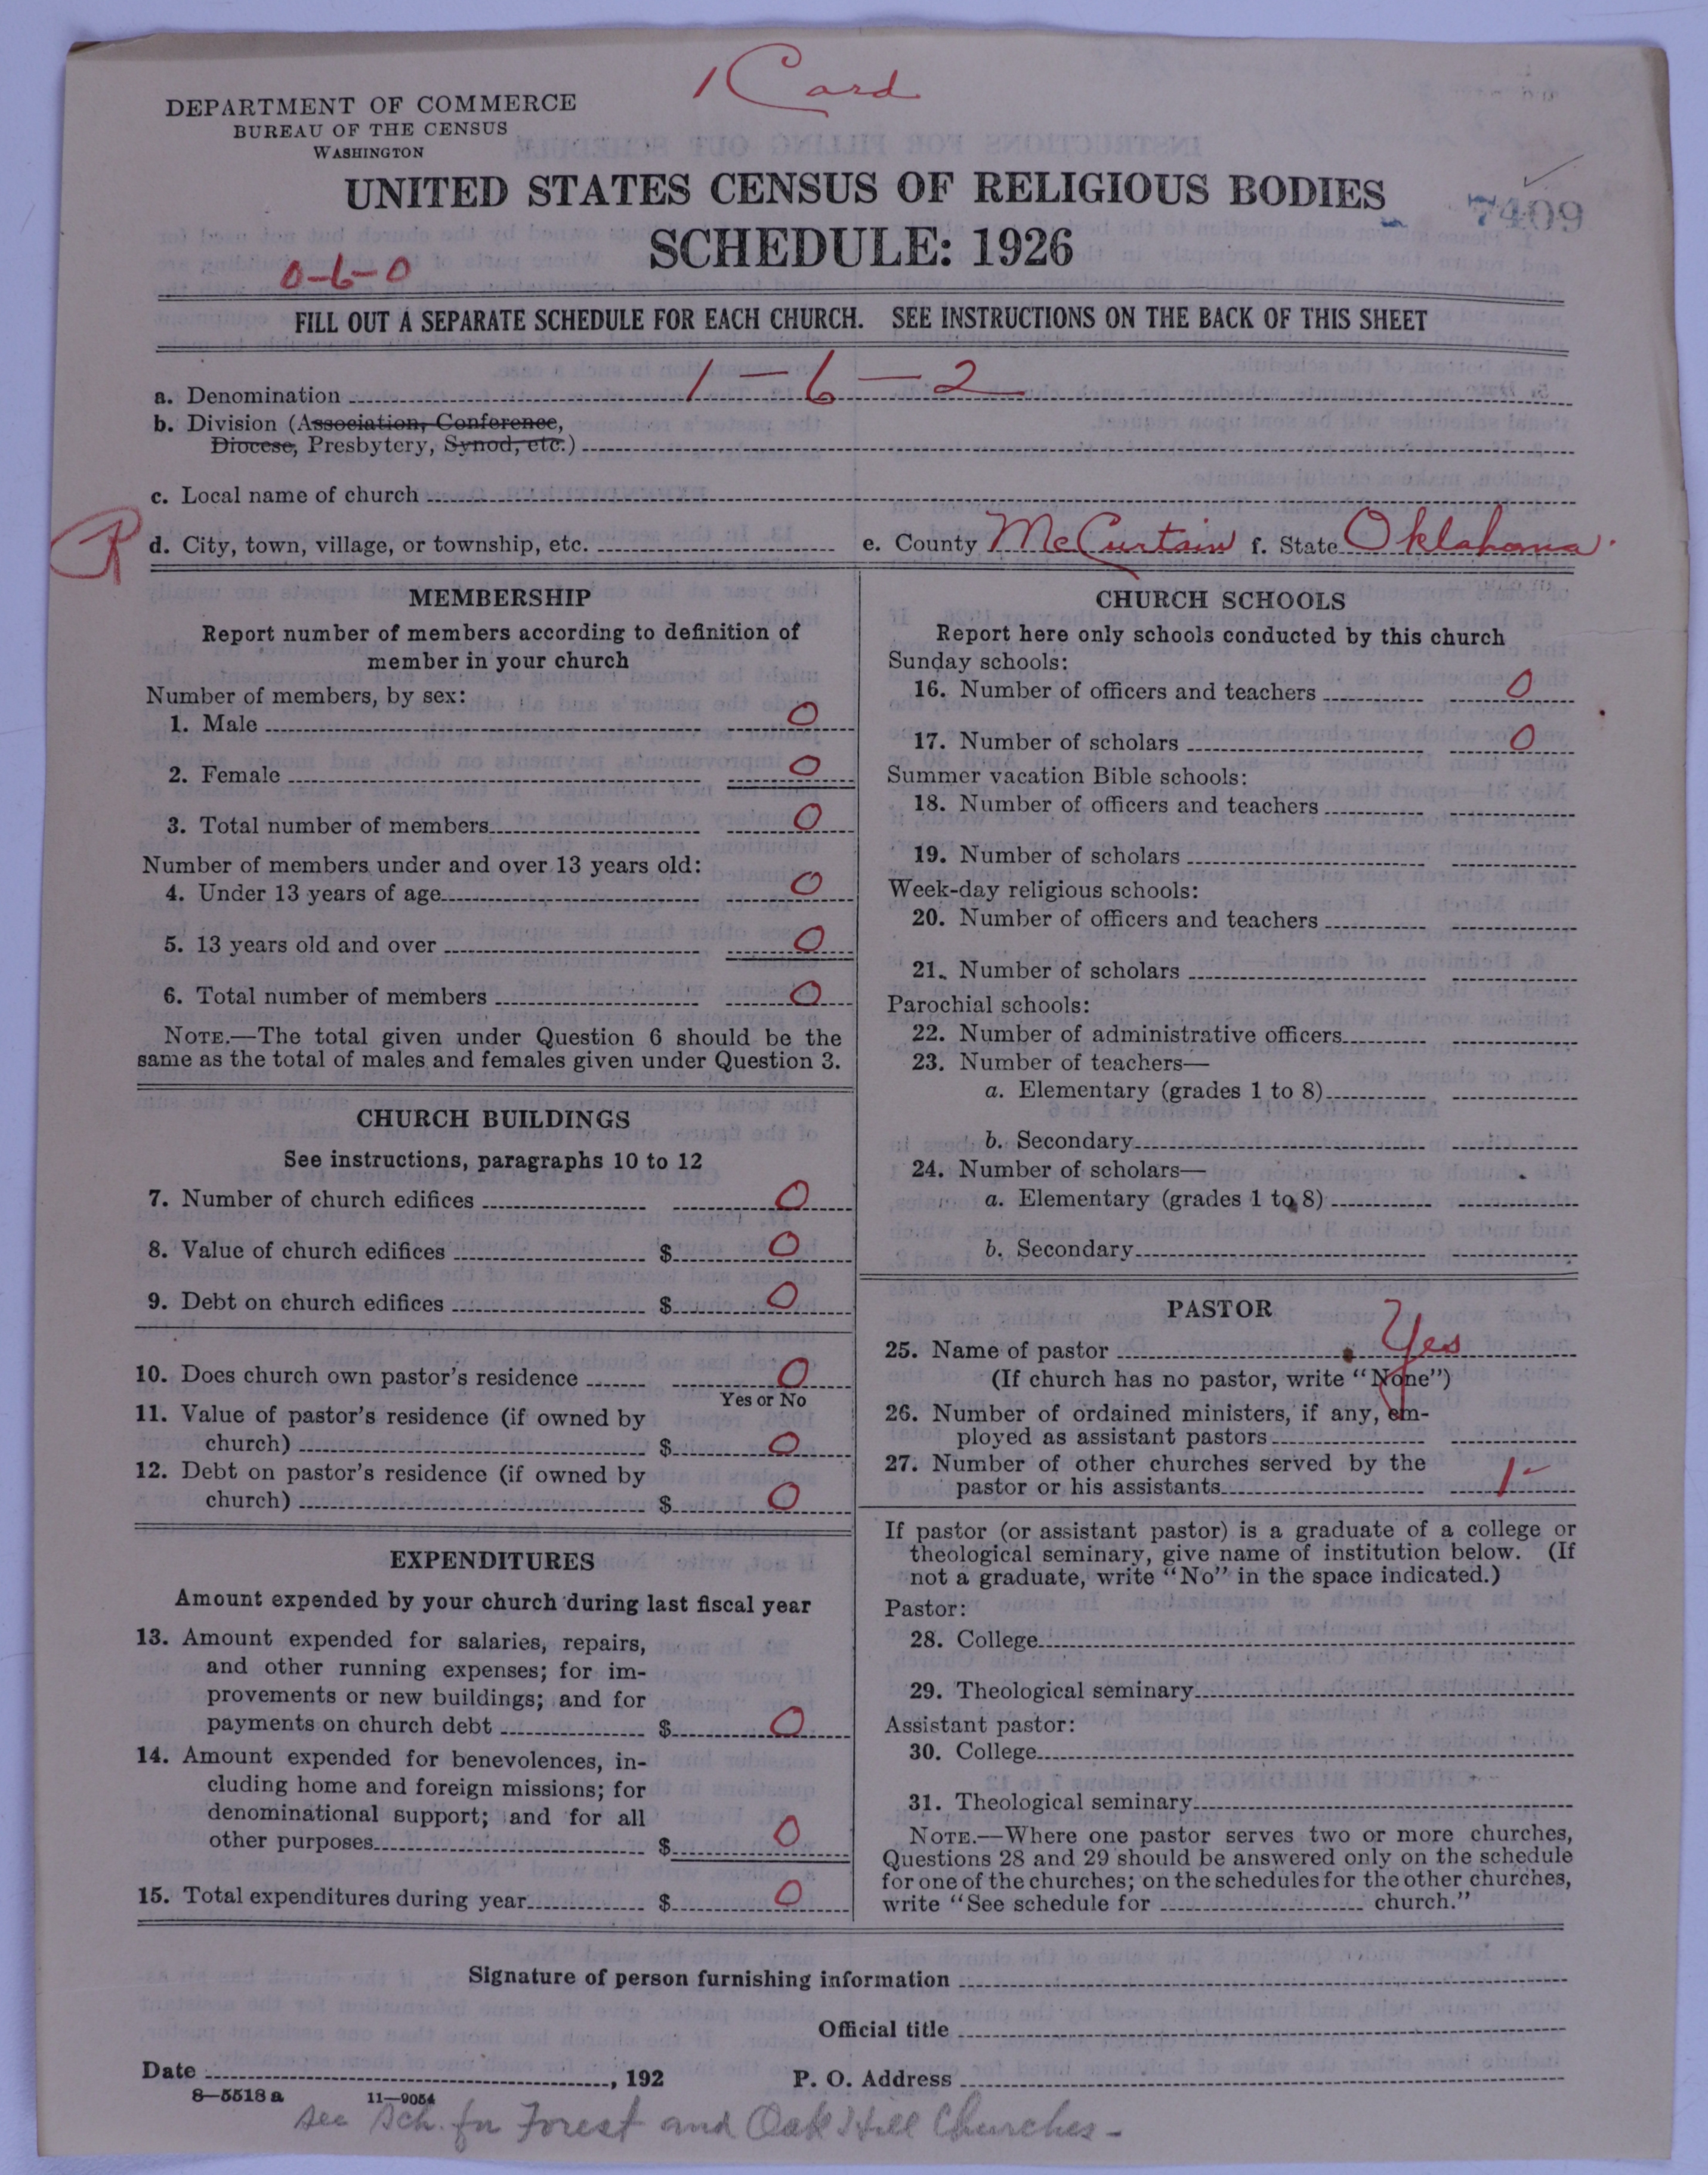 1 Card
DEPARTMENT OF COMMERCE
BUREAU OF THE CENSUS
WASHINGTON
UNITED STATES CENSUS OF RELIGIOUS BODIES
7409
SCHEDULE: 1926
0-6-0
FILL OUT A SEPARATE SCHEDULE FOR EACH CHURCH. SEE INSTRUCTIONS ON THE BACK OF THIS SHEET
a. Denomination 1-6-2
b. Division (Association, Conference,
Diocese, Presbytery, Synod, etc.)
c. Local name of church
R
d. City, town, village, or township, etc. e. County McCurtain f. State Oklahoma.
MEMBERSHIP
Report number of members according to definition of
member in your church
Number of members, by sex:
1. Male 0
2. Female 0
3. Total number of members 0
Number of members under and over 13 years old:
4. Under 13 years of age 0
5. 13 years old and over 0
6. Total number of members 0
NOTE.—The total given under Question 6 should be the
same as the total of males and females given under Question 3.
CHURCH BUILDINGS
See instructions, paragraphs 10 to 12
7. Number of church edifices 0
8. Value of church edifices $ 0
9. Debt on church edifices $ 0
10. Does church own pastor's residence 0
Yes or No
11. Value of pastor's residence (if owned by
church) $ 0
12. Debt on pastor's residence (if owned by
church) $ 0
EXPENDITURES
Amount expended by your church during last fiscal year
13. Amount expended for salaries, repairs,
and other running expenses; for im-
provements or new buildings; and for
payments on church debt $ 0
14. Amount expended for benevolences, in-
cluding home and foreign missions; for
denominational support; and for all
other purposes $ 0
15. Total expenditures during year $ 0
CHURCH SCHOOLS
Report here only schools conducted by this church
Sunday schools:
16. Number of officers and teachers 0
17. Number of scholars 0
Summer vacation Bible schools:
18. Number of officers and teachers
19. Number of scholars
Week-day religious schools:
20. Number of officers and teachers
21. Number of scholars
Parochial schools:
22. Number of administrative officers
23. Number of teachers—
a. Elementary (grades 1 to 8)
b. Secondary
24. Number of scholars—
a. Elementary (grades 1 to 8)
b. Secondary
PASTOR
25. Name of pastor Yes
(If church has no pastor, write "None")
26. Number of ordained ministers, if any, em-
ployed as assistant pastors
27. Number of other churches served by the
pastor or his assistants 1-
If pastor (or assistant pastor) is a graduate of a college or
theological seminary, give name of institution below. (If
not a graduate, write "No" in the space indicated.)
Pastor:
28. College
29. Theological seminary
Assistant pastor:
30. College
31. Theological seminary
NOTE.—Where one pastor serves two or more churches,
Questions 28 and 29 should be answered only on the schedule
for one of the churches; on the schedules for the other churches,
write "See schedule for church."
Signature of person furnishing information
Official title
Date , 192 P. O. Address
8—5518 a 11—9054
see Sch. for Forest and Oak Hill Churches -